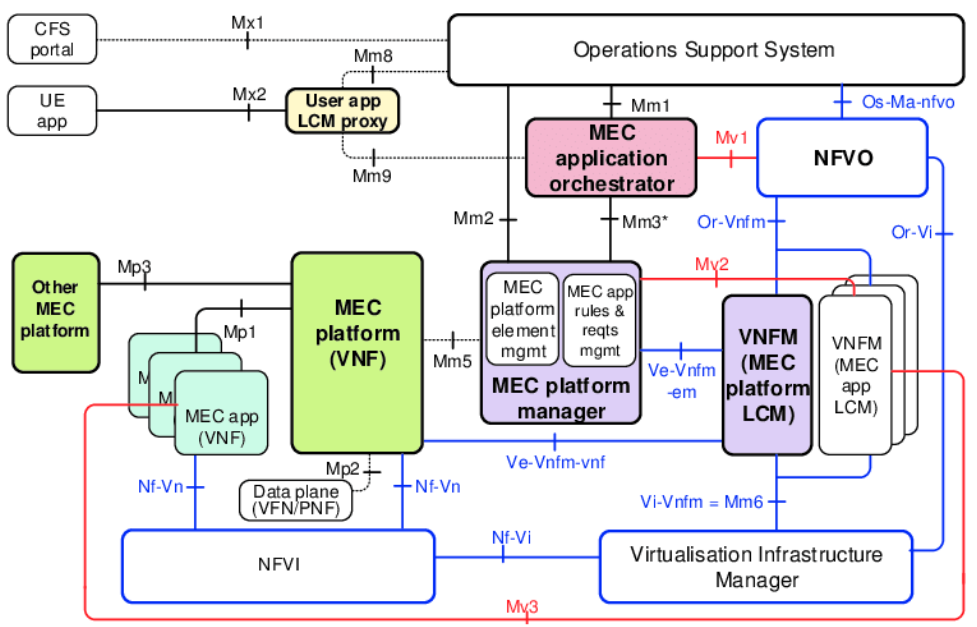 CFS
portal
Mx1
Operations Support System
Mm8
UE
app
Mx2
User app
LCM proxy
Mm1
Os-Ma-nfvo
MEC
application
orchestrator
Mv1
NFVO
Mm9
Mm2
Mm3*
Or-Vnfm
Or-Vi
Other
MEC
platform
Mp3
Mp1
MEC
platform
(VNF)
Mm5
MEC
platform
element
mgmt
MEC app
rules &
reqts
mgmt
MEC platform
manager
Mv2
Ve-Vnfm
-em
VNFM
(MEC
platform
LCM)
VNFM
(MEC
app
LCM)
M
M
MEC app
(VNF)
Ve-Vnfm-vnf
Mp2
Nf-Vn
Data plane
(VFN/PNF)
Nf-Vn
Vi-Vnfm = Mm6
NFVI
Nf-Vi
Virtualisation Infrastructure
Manager
Mv3